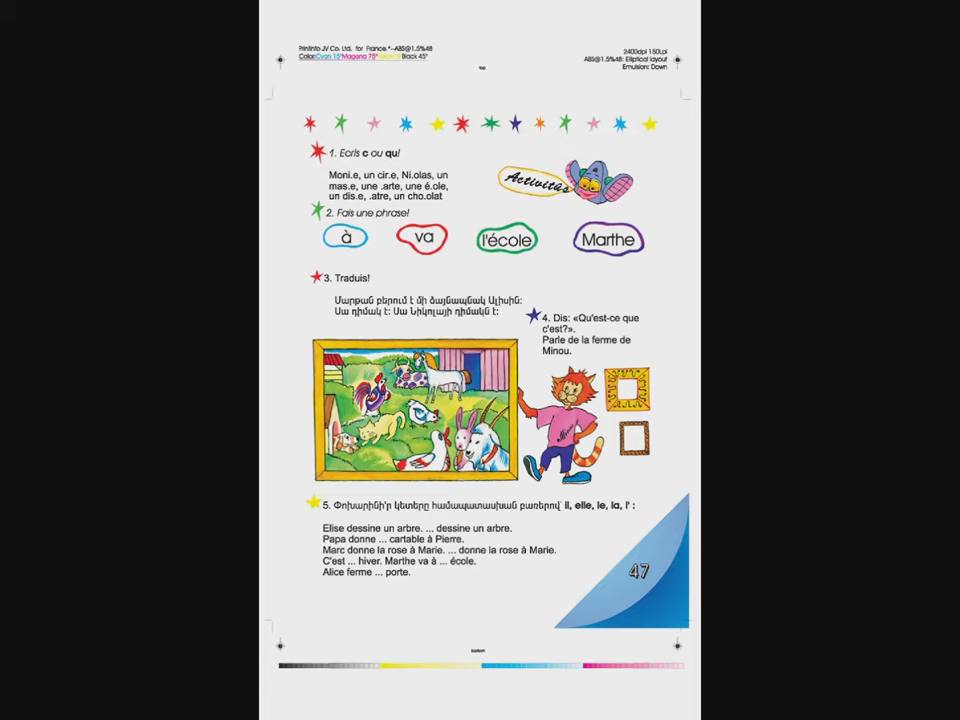 Printinfo JV Co. Ltd. for France.*--ABS@1.5%48
Color:Cyan 15°Magena 75° Black 45°
2400dpi 150Lpi
ABS@1.5%48: Elliptical layout
Emulsion: Down
top
1. Ecris c ou qu!
Moni.e, un cir.e, Ni.olas, un
mas.e, une .arte, une é.ole,
un dis.e, .atre, un cho.olat
Activitùs
2. Fais une phrase!
à va l'école Marthe
3. Traduis!
Մարթան բերում է մի ձայնապնակ Ալիսին:
Սա դիմակ է: Սա Նիկոլայի դիմակն է:
4. Dis: «Qu'est-ce que
c'est?».
Parle de la ferme de
Minou.
Minou
5. Փոխարինի՛ր կետերը համապատասխան բառերով՝ il, elle, le, la, l' :
Elise dessine un arbre. ... dessine un arbre.
Papa donne ... cartable à Pierre.
Marc donne la rose à Marie. ... donne la rose à Marie.
C'est ... hiver. Marthe va à ... école.
Alice ferme ... porte.
47
bottom